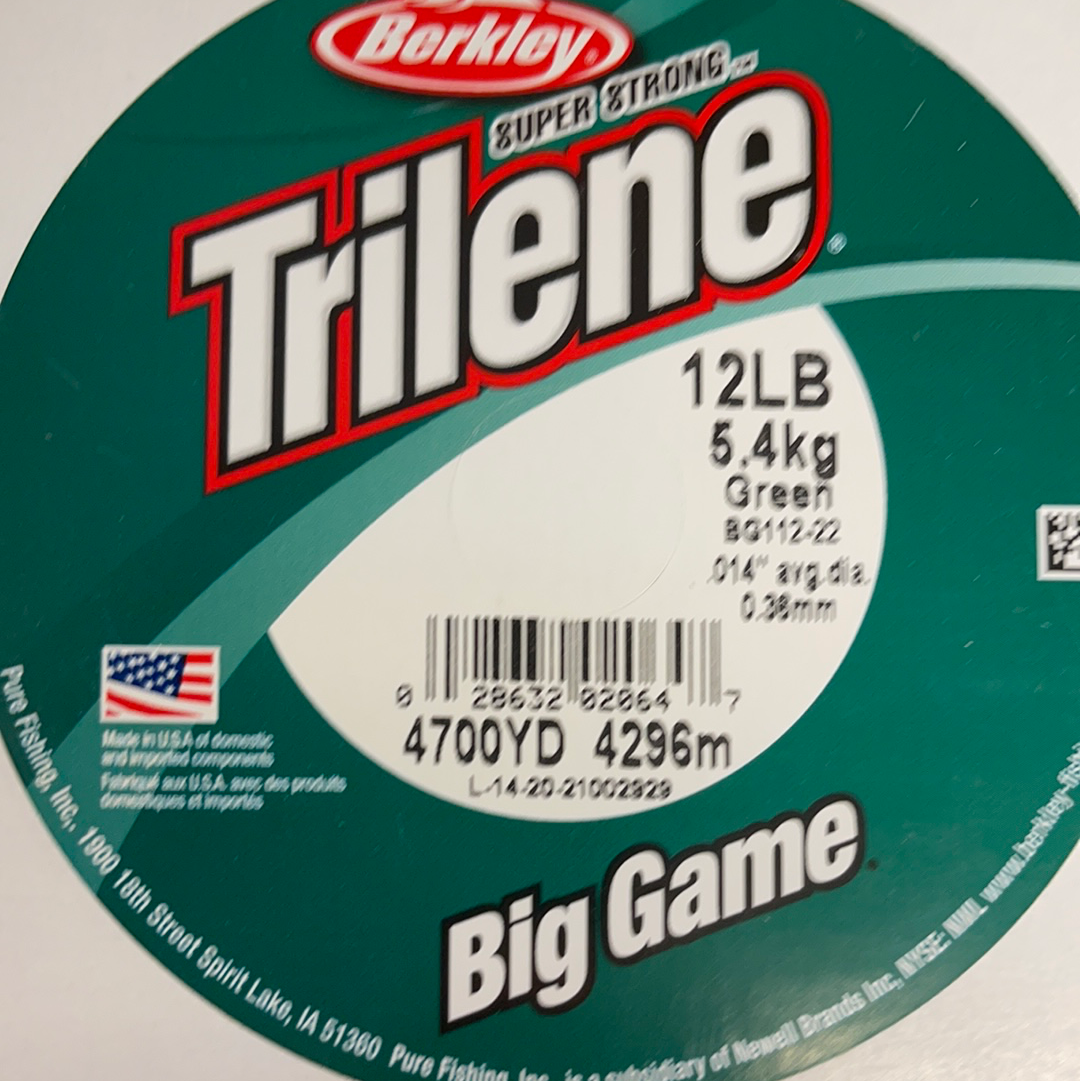 Berkley®
SUPER STRONG™
Trilene®
12LB
5.4kg
Green
BG112-22
.014" avg.dia.
0.36mm
0 28632 02064 7
4700YD 4296m
L-14-20-21002929
Made in U.S.A of domestic
and imported components
Fabriqué aux U.S.A. avec des produits
domestiques et importés
Big Game
Pure Fishing, Inc., 1900 18th Street Spirit Lake, IA 51360 Pure Fishing, Inc., is a subsidiary of Newell Brands Inc, NYSE: NWL www.berkley-fishi